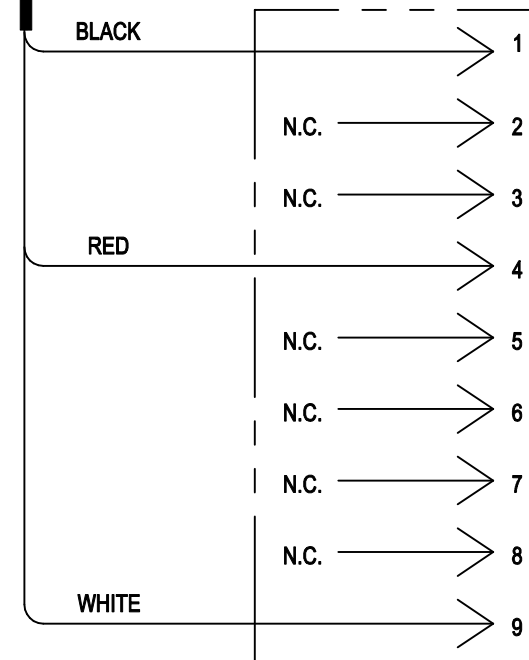 BLACK 1
N.C. 2
N.C. 3
RED 4
N.C. 5
N.C. 6
N.C. 7
N.C. 8
WHITE 9